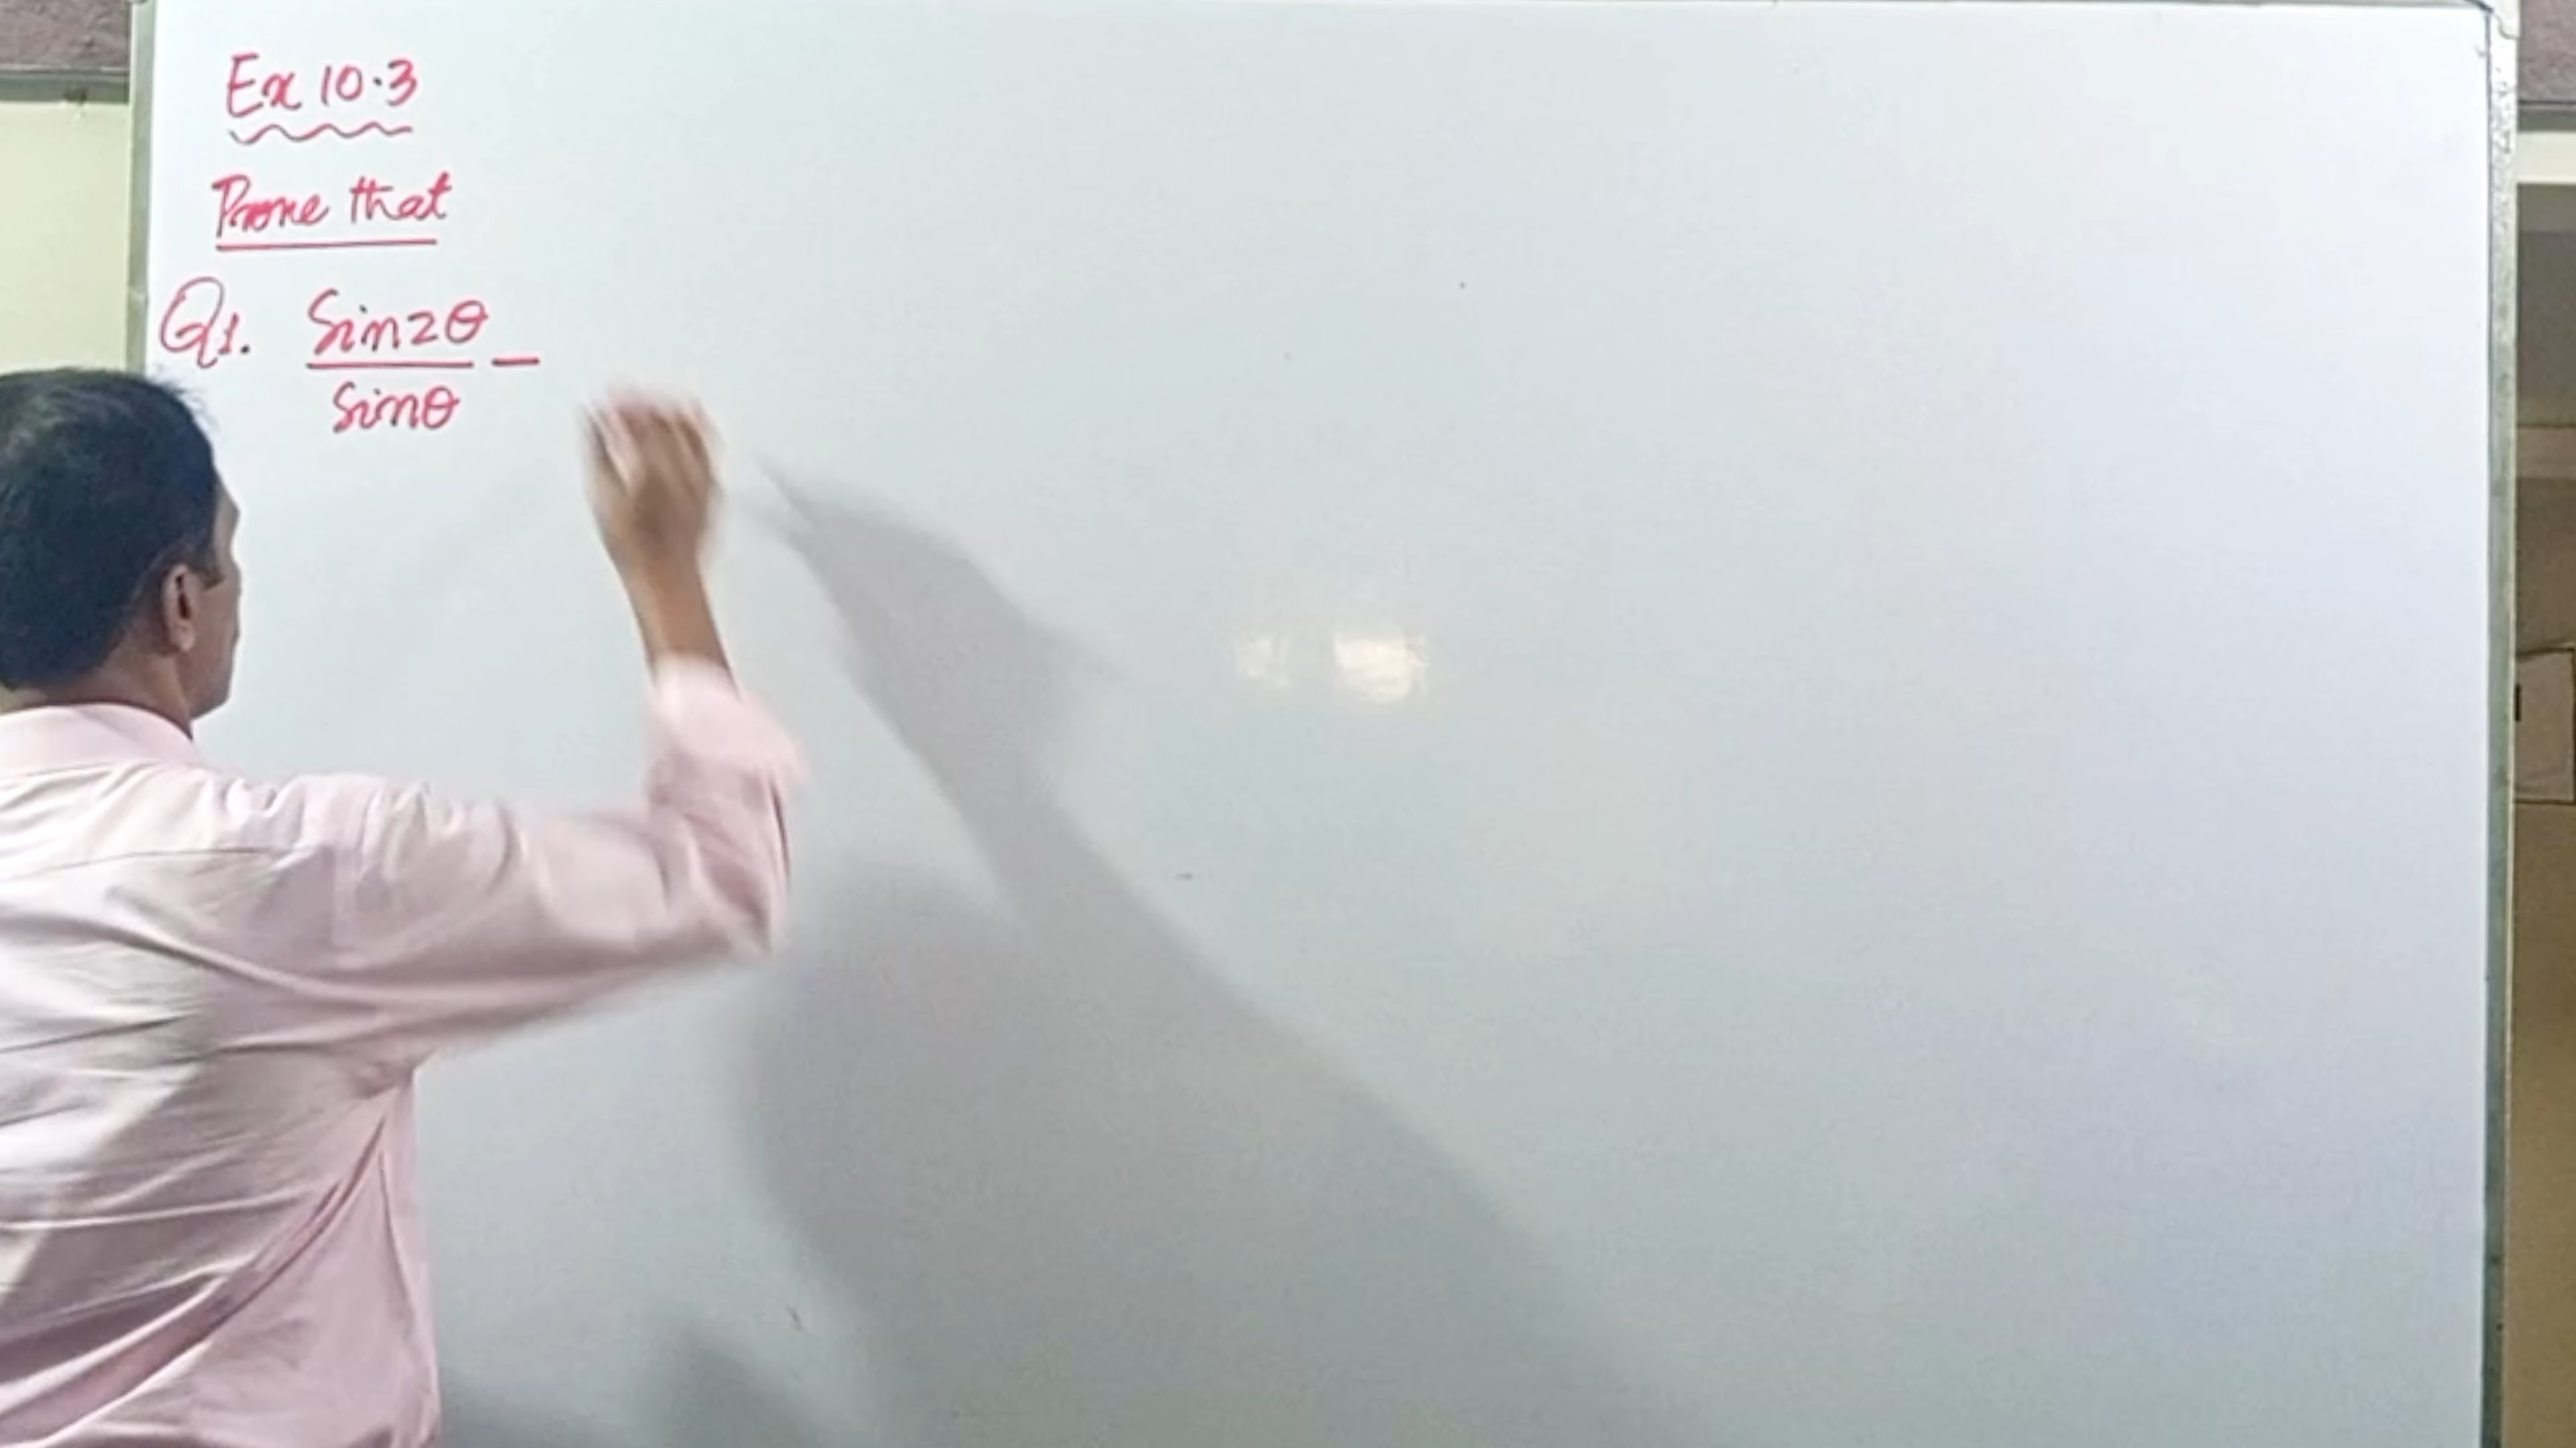 Ex 10.3
Prove that
Q1. Sin2θ / Sinθ –